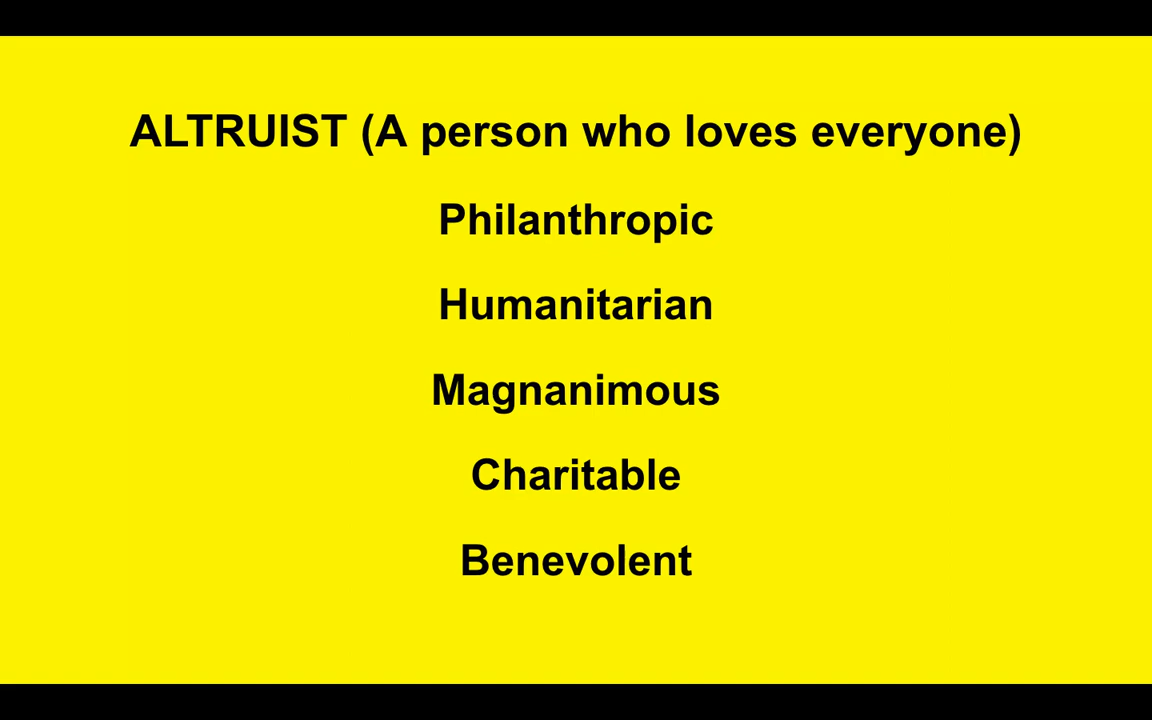 ALTRUIST (A person who loves everyone)
Philanthropic
Humanitarian
Magnanimous
Charitable
Benevolent